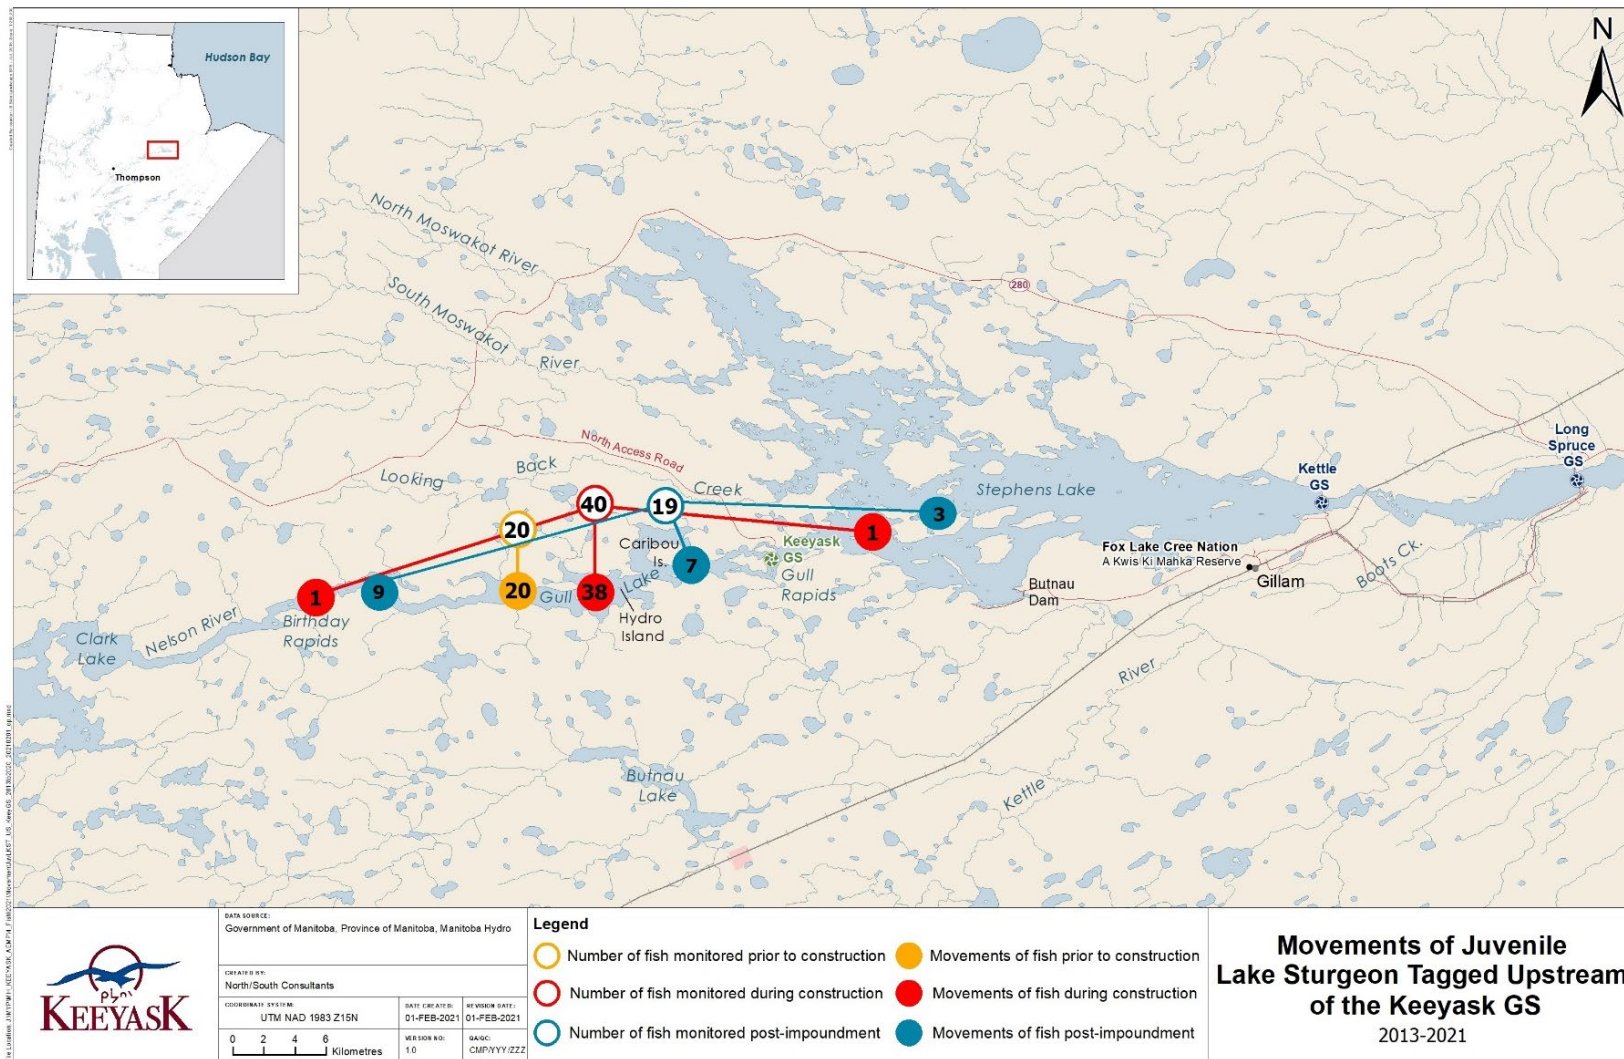 Hudson Bay
Thompson
N
North Moswakot River
South Moswakot
River
280
North Access Road
Looking
Back
Creek
Stephens Lake
Long
Spruce
GS
Kettle
GS
40
19
20
3
1
Keeyask
GS
Caribou
Is.
7
Gull
Rapids
Fox Lake Cree Nation
A Kwis Ki Mahka Reserve
Gillam
Boots Ck.
Butnau
Dam
1
9
20
Gull
38
Lake
Hydro
Island
Birthday
Rapids
Nelson River
Clark
Lake
River
Kettle
Butnau
Lake
KEEYASK
DATA SOURCE:
Government of Manitoba, Province of Manitoba, Manitoba Hydro
CREATED BY:
North/South Consultants
COORDINATE SYSTEM:
UTM NAD 1983 Z15N
DATE CREATED:
01-FEB-2021
REVISION DATE:
01-FEB-2021
0 2 4 6
Kilometres
VERSION NO:
1.0
QA/QC:
CMP/YYY/ZZZ
Legend
Number of fish monitored prior to construction
Number of fish monitored during construction
Number of fish monitored post-impoundment
Movements of fish prior to construction
Movements of fish during construction
Movements of fish post-impoundment
Movements of Juvenile
Lake Sturgeon Tagged Upstream
of the Keeyask GS
2013-2021